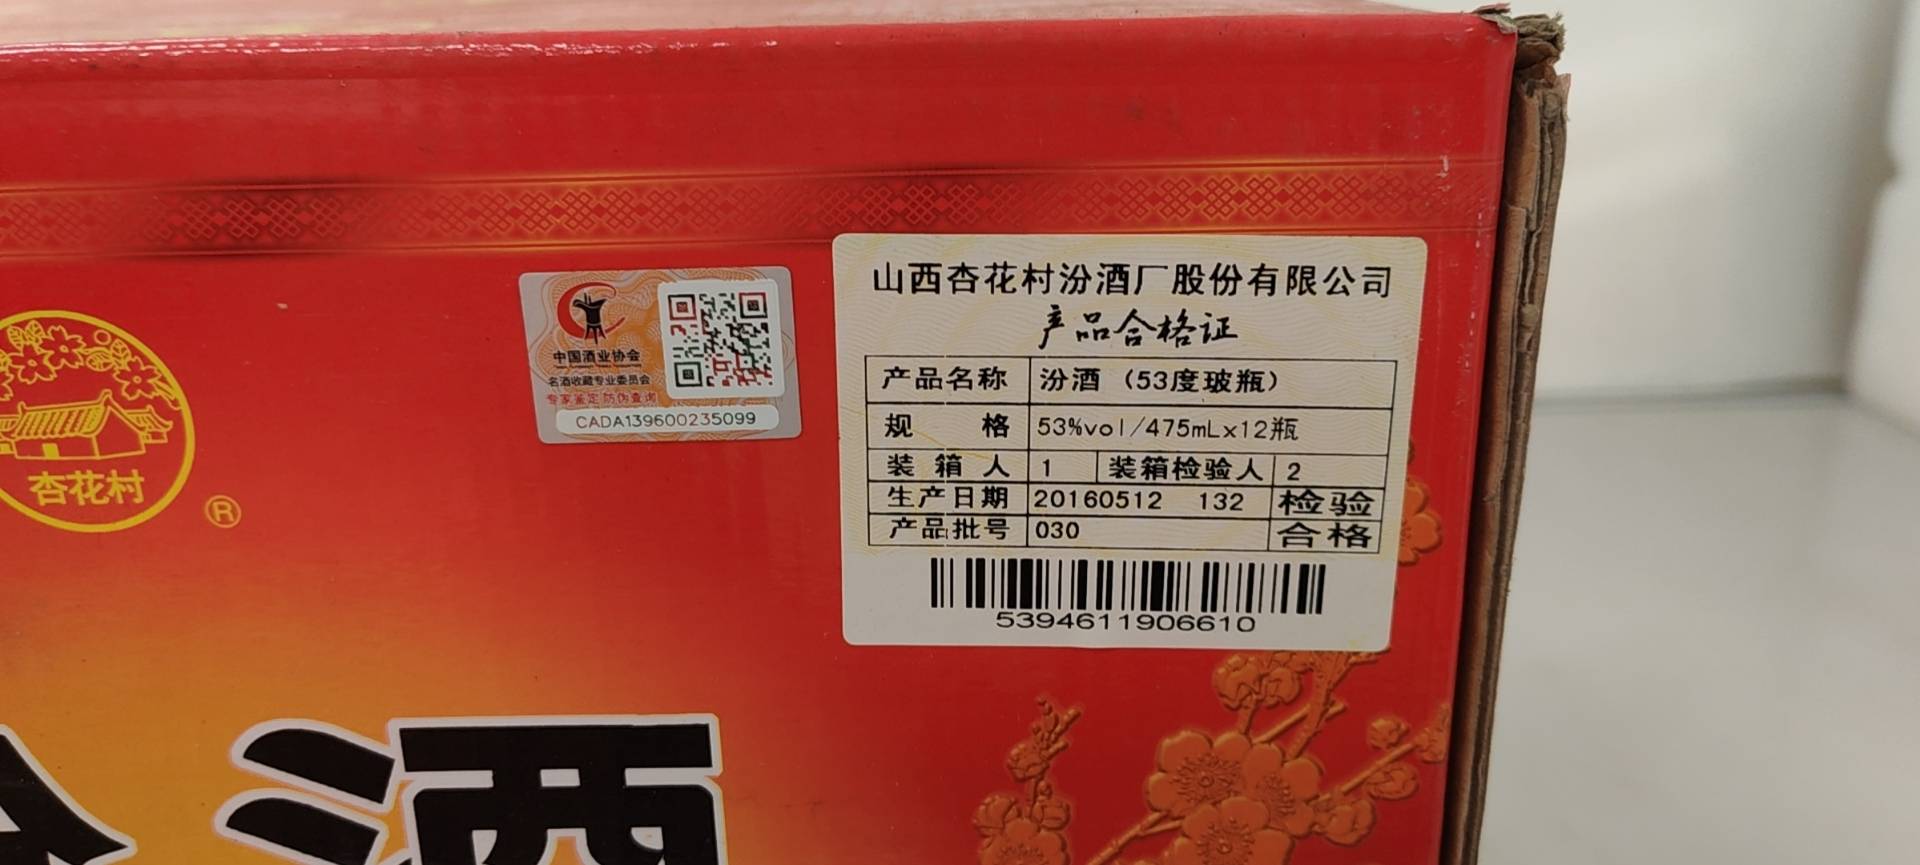 杏花村
®
中国酒业协会
名酒收藏专业委员会
专家鉴定 防伪查询
CADA139600235099
山西杏花村汾酒厂股份有限公司
产品合格证
产品名称 汾酒（53度玻瓶）
规 格 53%vol/475mLx12瓶
装箱人 1 装箱检验人 2
生产日期 20160512 132 检验
产品批号 030 合格
5394611906610
酒